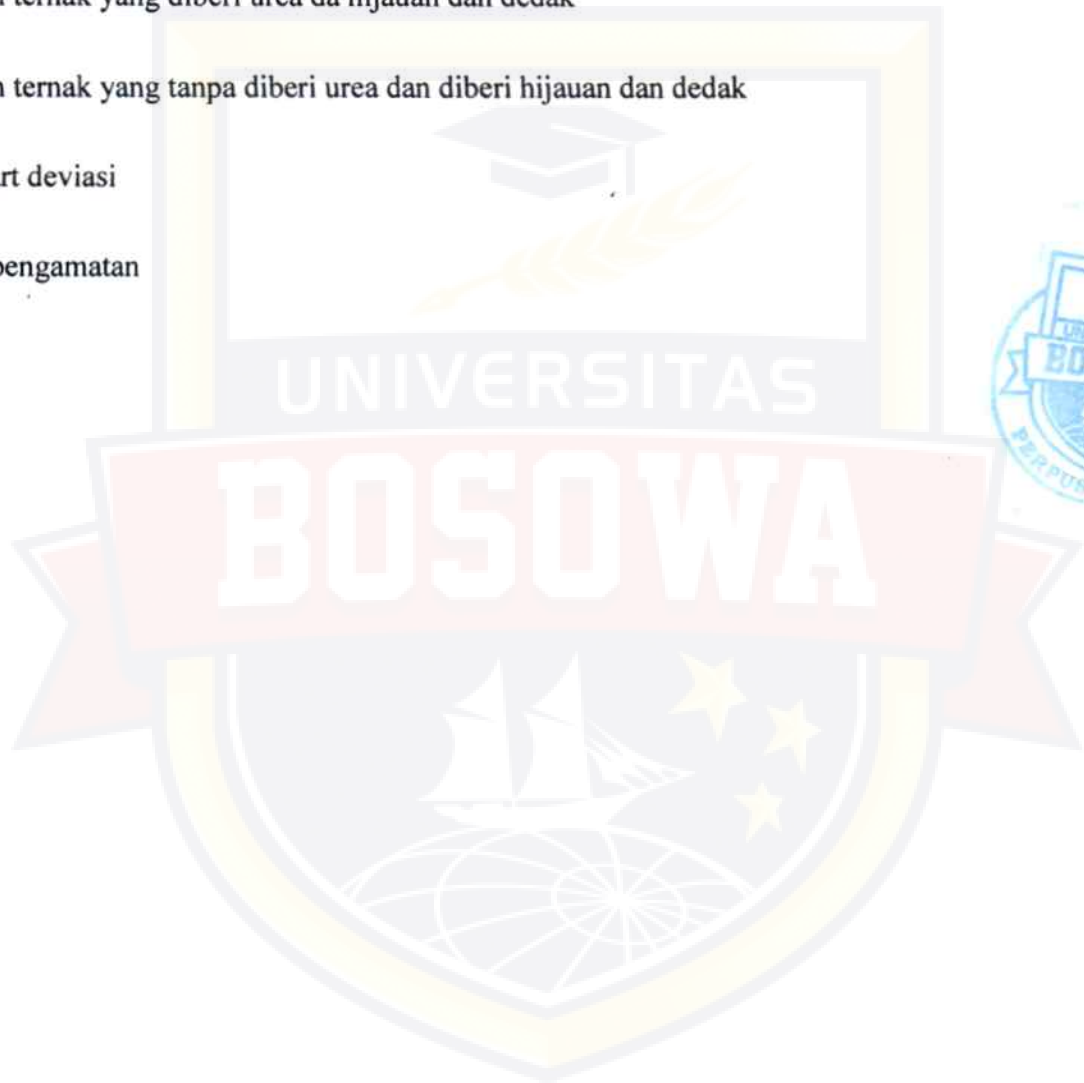 ternak yang diberi urea da hijauan dan dedak
ternak yang tanpa diberi urea dan diberi hijauan dan dedak
deviasi
pengamatan
UNIVERSITAS
BOSOWA